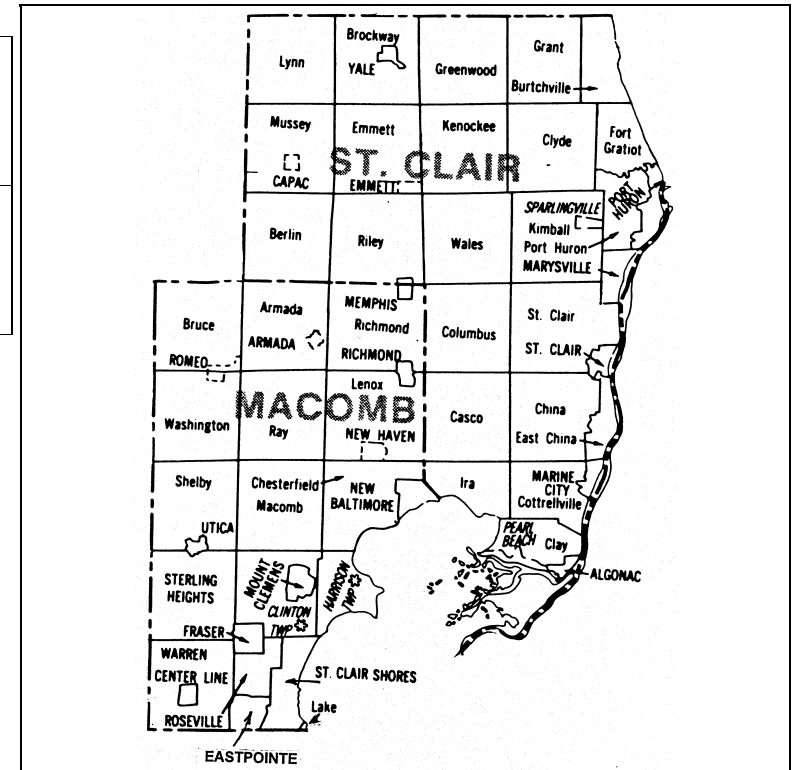 Brockway
Grant
Lynn
YALE
Greenwood
Burtchville
Mussey
Emmett
Kenockee
Clyde
Fort
Gratiot
ST. CLAIR
CAPAC
EMMETT
PORT
HURON
SPARLINGVILLE
Kimball
Berlin
Riley
Wales
Port Huron
MARYSVILLE
MEMPHIS
Armada
Bruce
Richmond
Columbus
St. Clair
ARMADA
RICHMOND
ST. CLAIR
ROMEO
Lenox
MACOMB
Casco
China
Washington
Ray
NEW HAVEN
East China
Shelby
Chesterfield
Macomb
NEW
BALTIMORE
Ira
MARINE
CITY
Cottrellville
UTICA
PEARL
BEACH
Clay
STERLING
HEIGHTS
MOUNT
CLEMENS
HARRISON
TWP
ALGONAC
CLINTON
TWP
FRASER
WARREN
CENTER LINE
ST. CLAIR SHORES
ROSEVILLE
Lake
EASTPOINTE